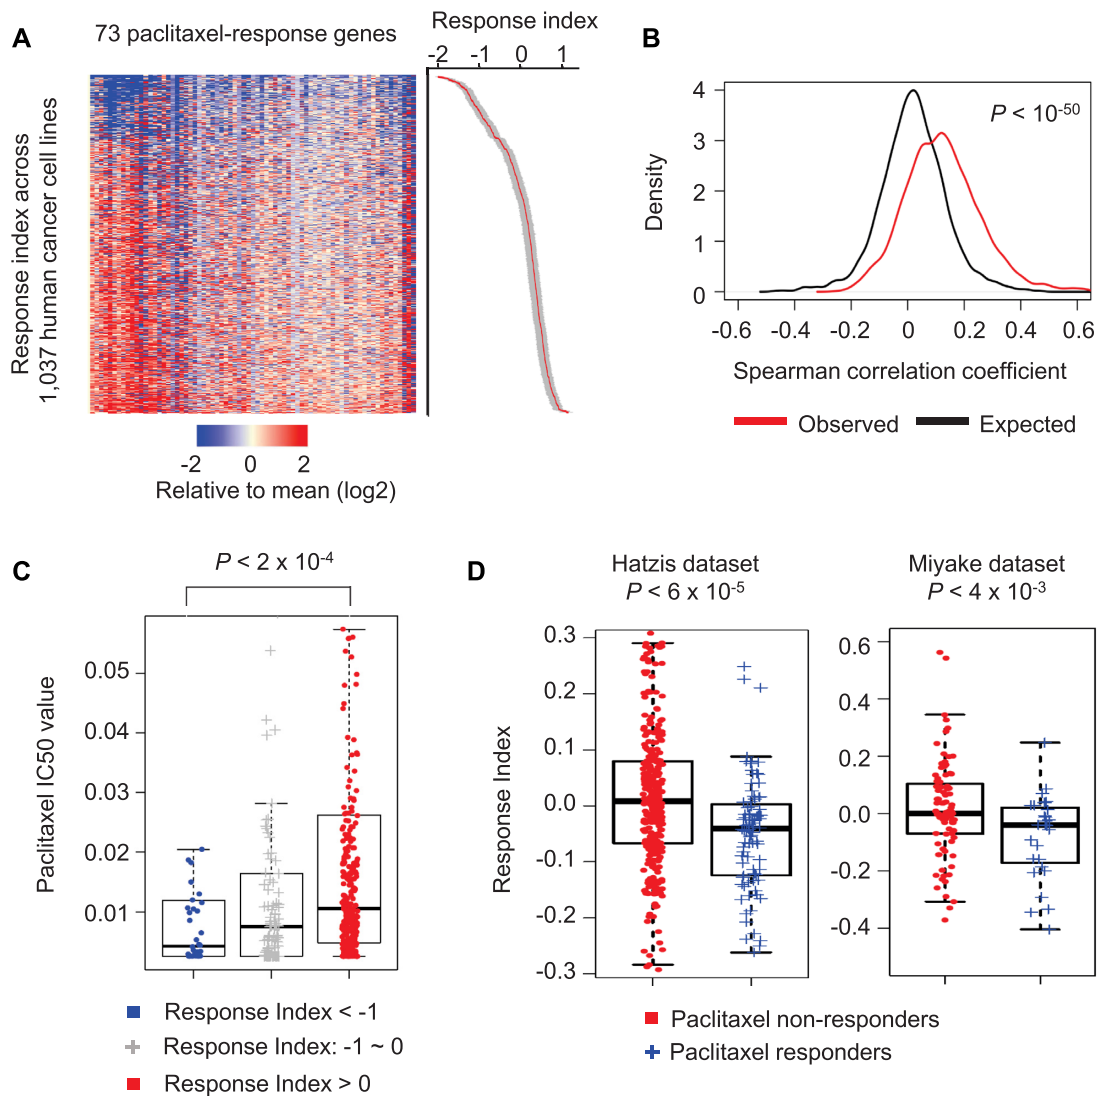 A
73 paclitaxel-response genes
Response index
-2 -1 0 1
Response index across
1,037 human cancer cell lines
-2 0 2
Relative to mean (log2)
B
P < 10-50
4
3
2
1
0
Density
-0.6 -0.4 -0.2 0 0.2 0.4 0.6
Spearman correlation coefficient
Observed Expected
C
P < 2 x 10-4
0.05
0.04
0.03
0.02
0.01
Paclitaxel IC50 value
Response Index < -1
Response Index: -1 ~ 0
Response Index > 0
D
Hatzis dataset
P < 6 x 10-5
0.3
0.2
0.1
0.0
-0.1
-0.2
-0.3
Response Index
Miyake dataset
P < 4 x 10-3
0.6
0.4
0.2
0.0
-0.2
-0.4
Paclitaxel non-responders
Paclitaxel responders